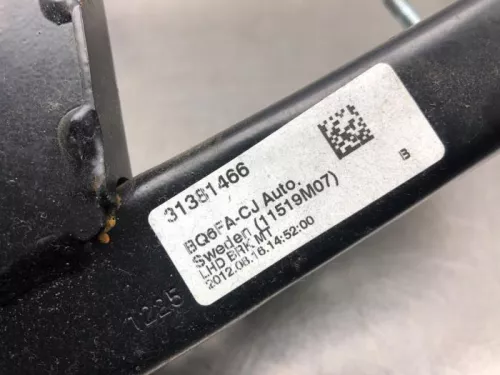 31381466
BQ6FA-CJ Auto.
Sweden (11519M07)
LHD BRK MT
2012.08.16.14:52:00
B
1225